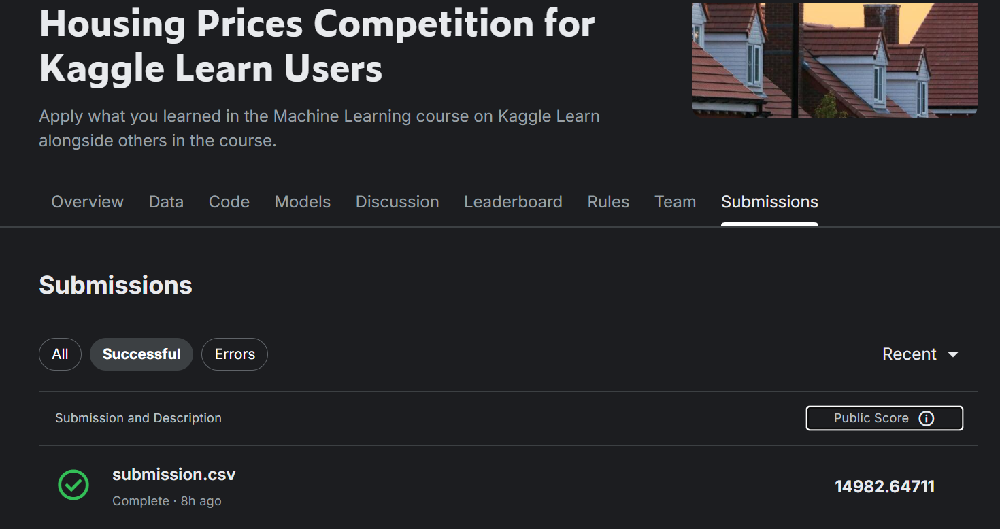 Housing Prices Competition for
Kaggle Learn Users
Apply what you learned in the Machine Learning course on Kaggle Learn
alongside others in the course.
Overview Data Code Models Discussion Leaderboard Rules Team Submissions
Submissions
All Successful Errors Recent
Submission and Description Public Score
submission.csv
Complete · 8h ago
14982.64711